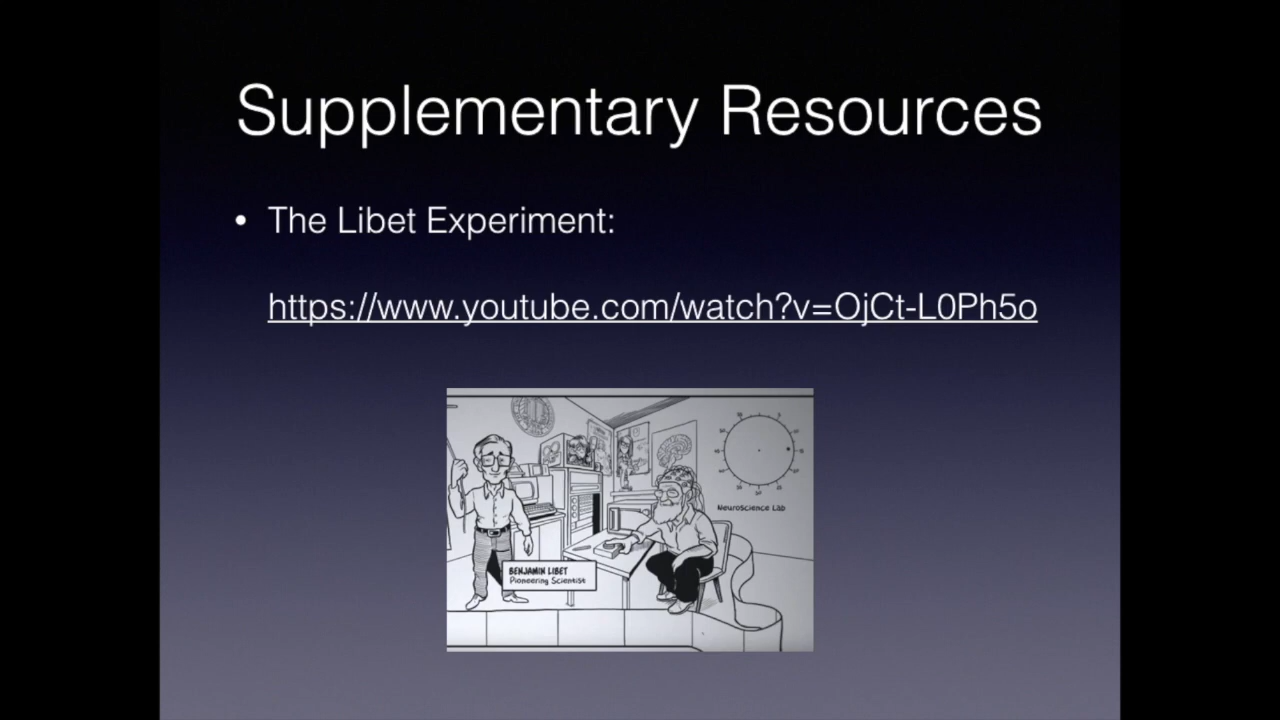 Supplementary Resources
• The Libet Experiment:
https://www.youtube.com/watch?v=OjCt-L0Ph5o
NeuroScience Lab
BENJAMIN LIBET
Pioneering Scientist